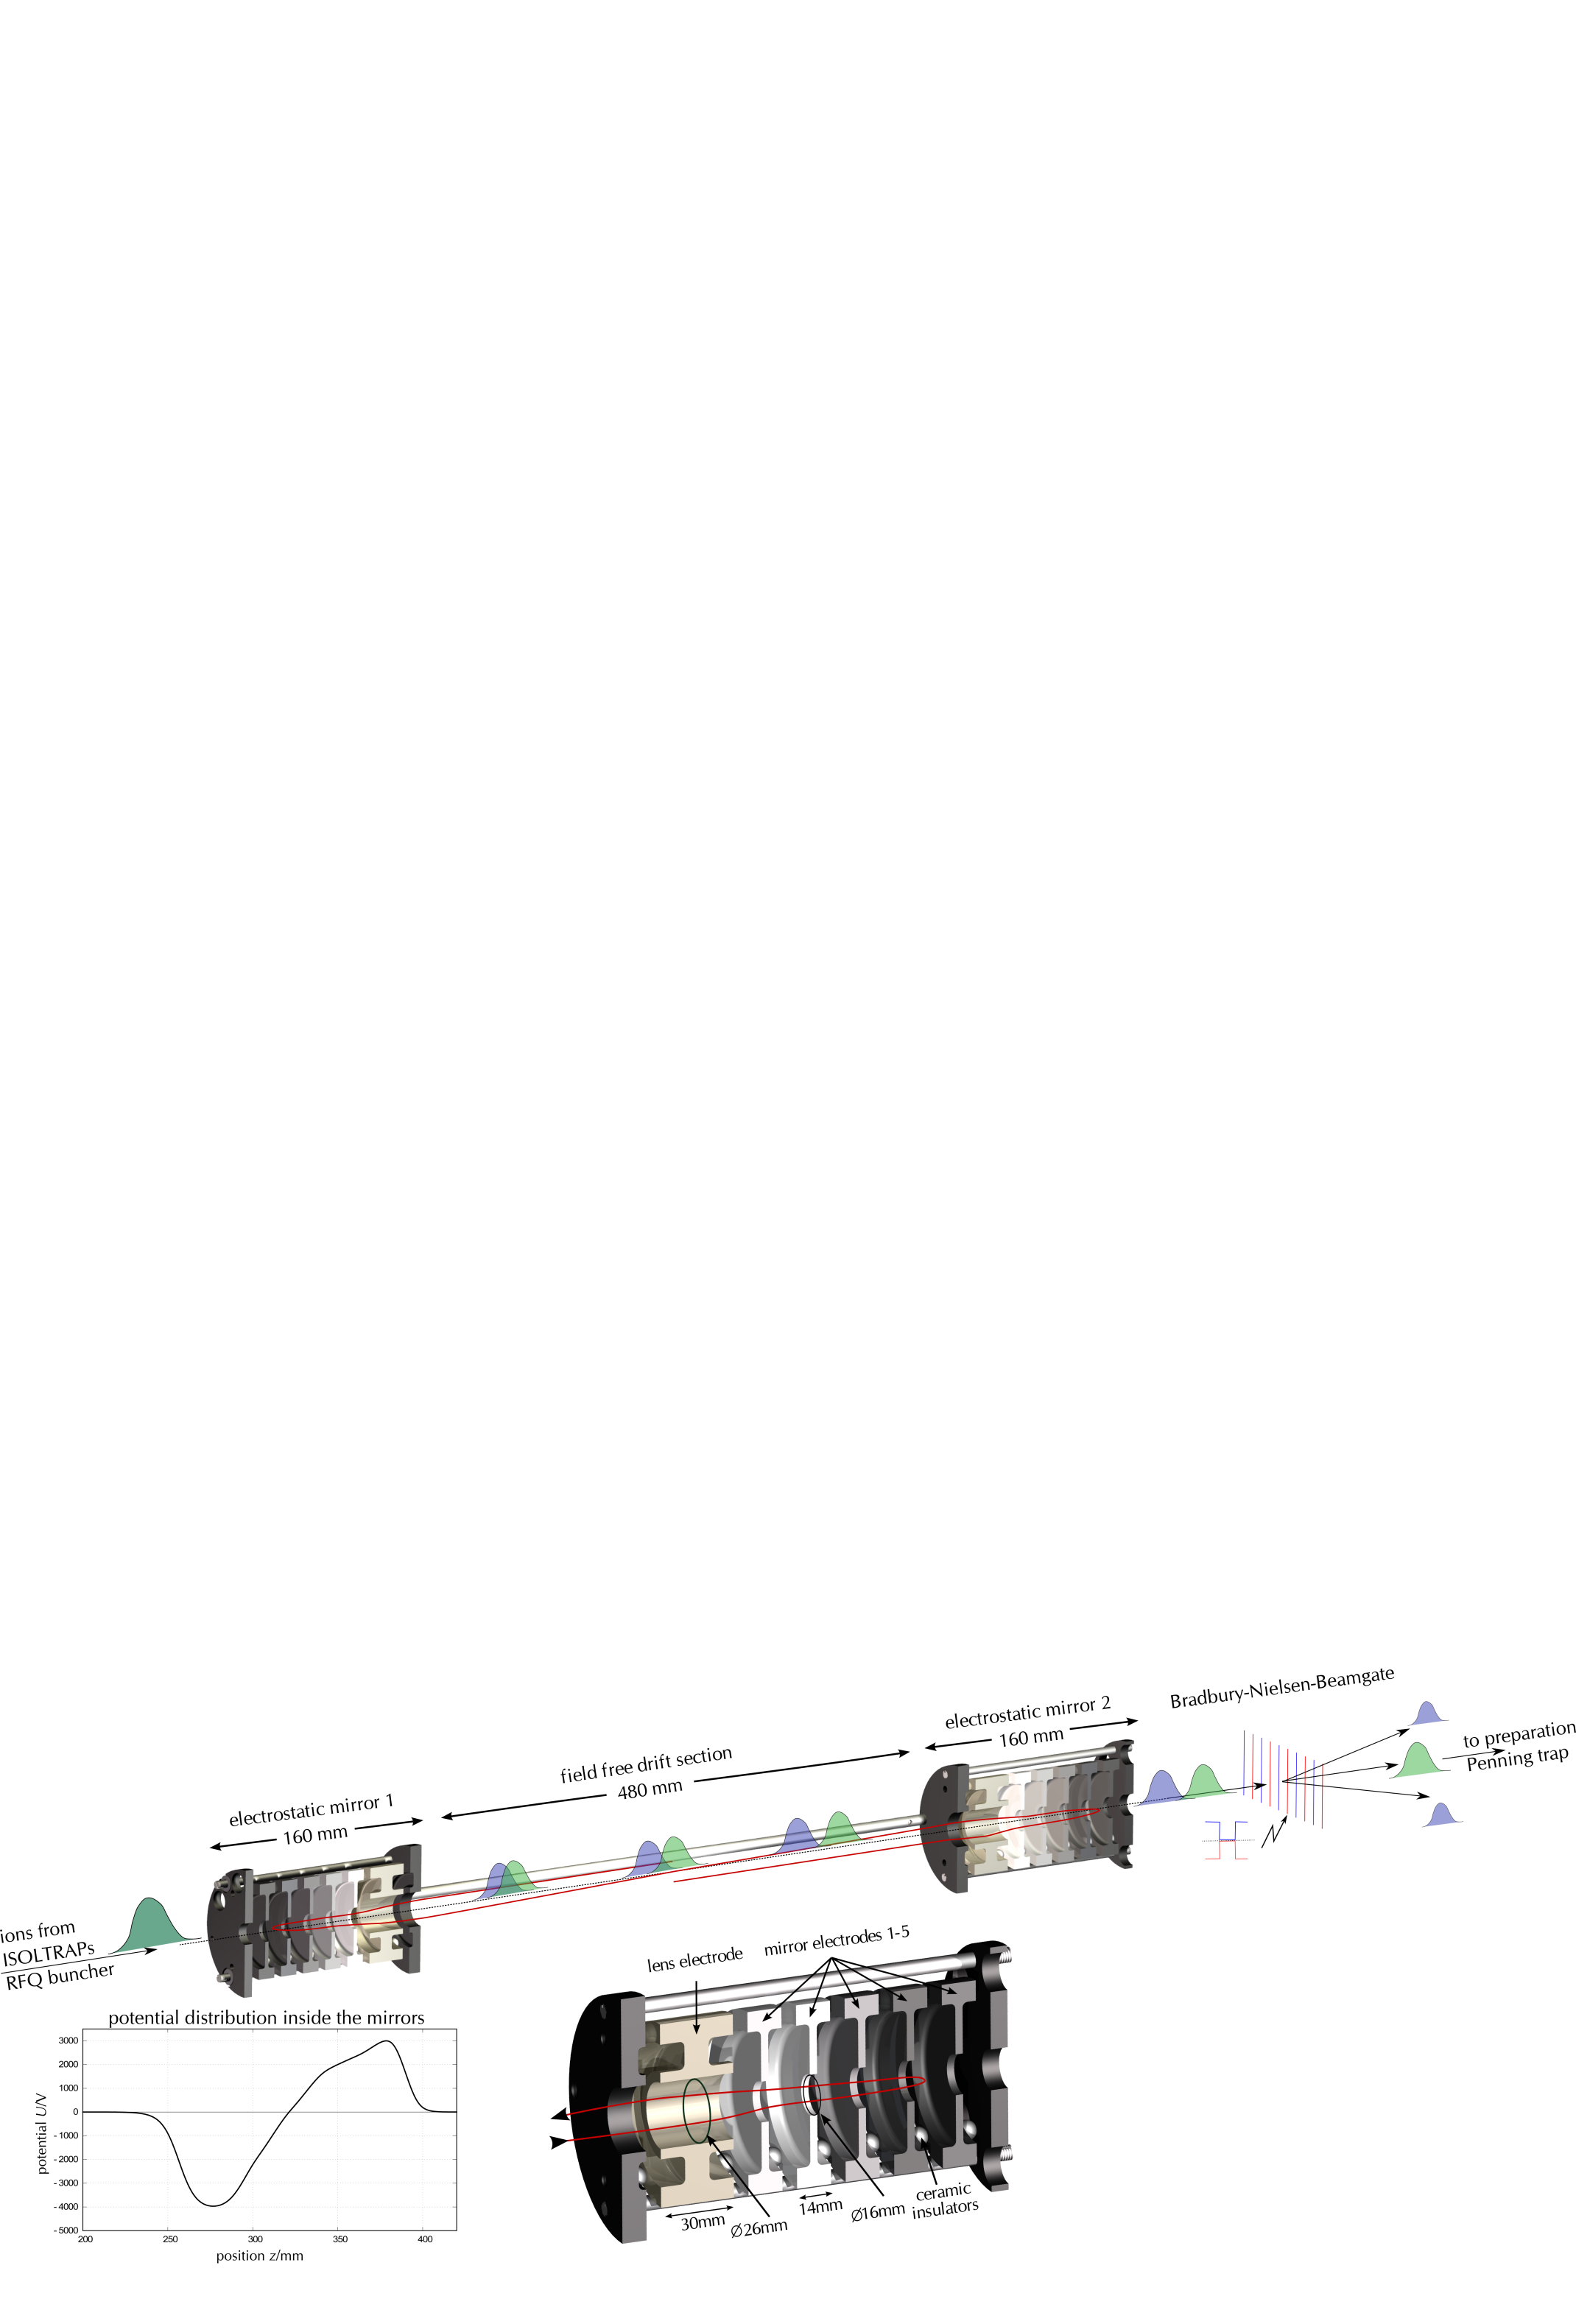 Bradbury-Nielsen-Beamgate
electrostatic mirror 2
160 mm
to preparation
Penning trap
field free drift section
480 mm
electrostatic mirror 1
160 mm
ions from
ISOLTRAPs
RFQ buncher
lens electrode
mirror electrodes 1-5
potential distribution inside the mirrors
3000
2000
1000
0
-1000
-2000
-3000
-4000
-5000
potential U/V
200
250
300
350
400
position z/mm
30mm
Ø26mm
14mm
Ø16mm
ceramic
insulators